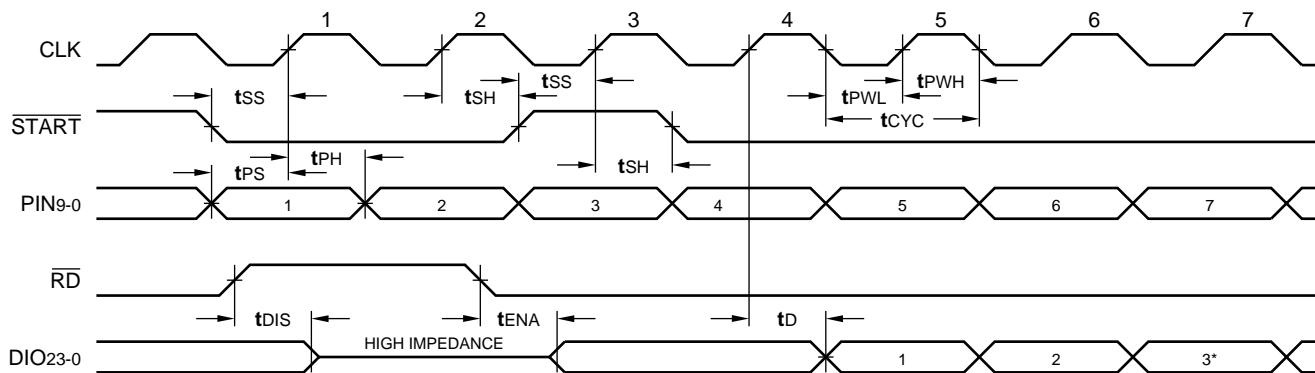 1 2 3 4 5 6 7
CLK
tSS tSH tSS tPWL tPWH
tCYC
START
tPS tPH tSH
PIN9-0 1 2 3 4 5 6 7
RD
tDIS tENA tD
DIO23-0 HIGH IMPEDANCE 1 2 3*